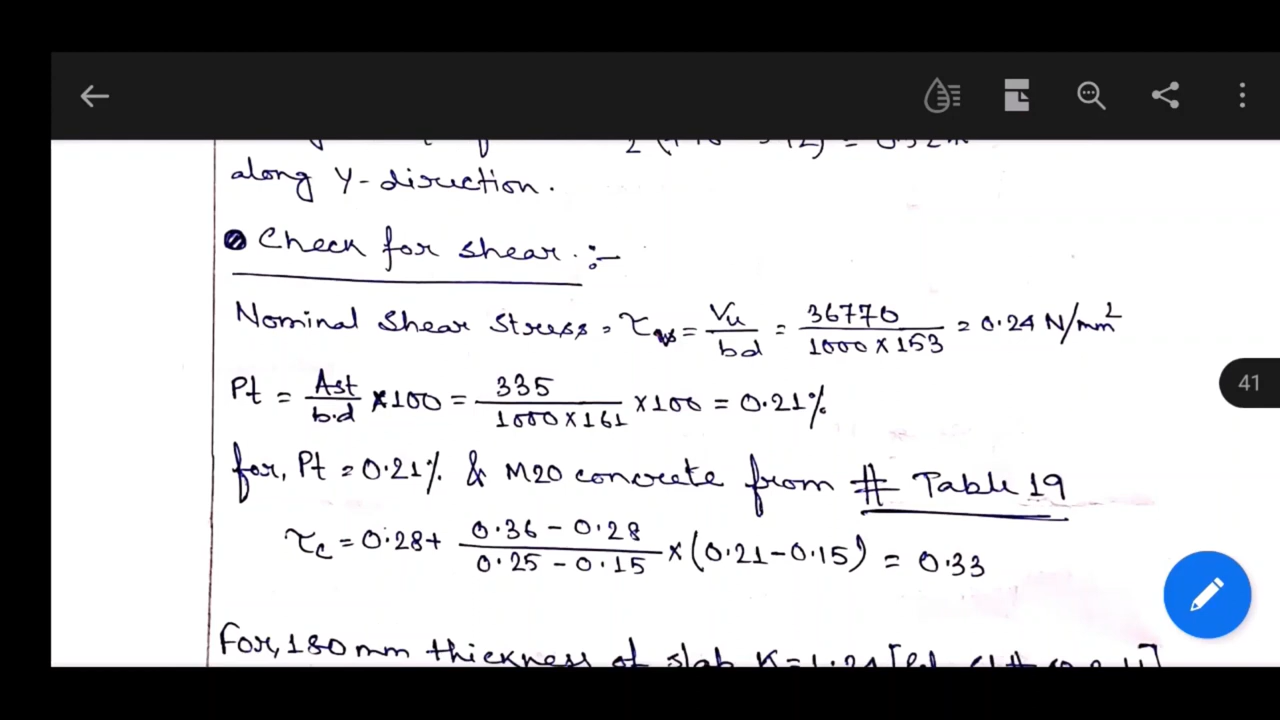 along Y-direction.
Check for shear :-
Nominal Shear Stress = τv = Vu / bd = 36770 / 1000 × 153 = 0.24 N/mm²
Pt = Ast / b.d × 100 = 335 / 1000 × 161 × 100 = 0.21%
for, Pt = 0.21% & M20 concrete from # Table 19
τc = 0.28 + 0.36 - 0.28 / 0.25 - 0.15 × (0.21 - 0.15) = 0.33
For, 180 mm thickness of slab
41